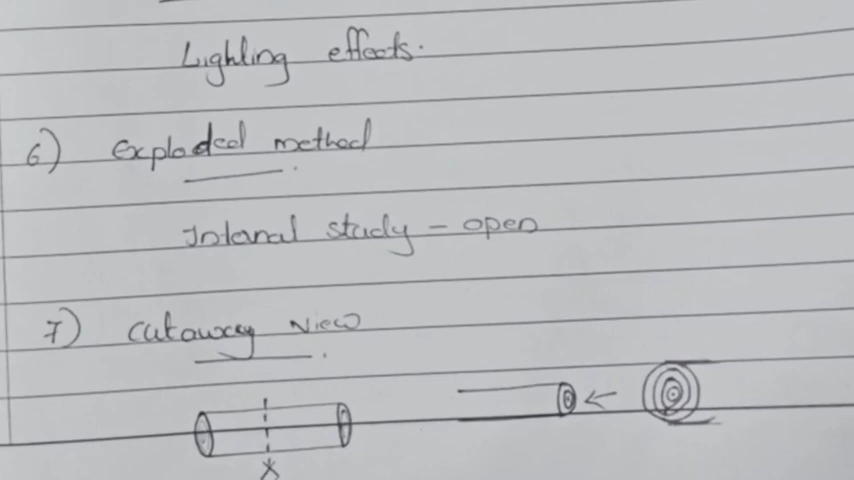 Lighting effects.
6) Exploded method
Internal study - open
7) Cutaway view
X